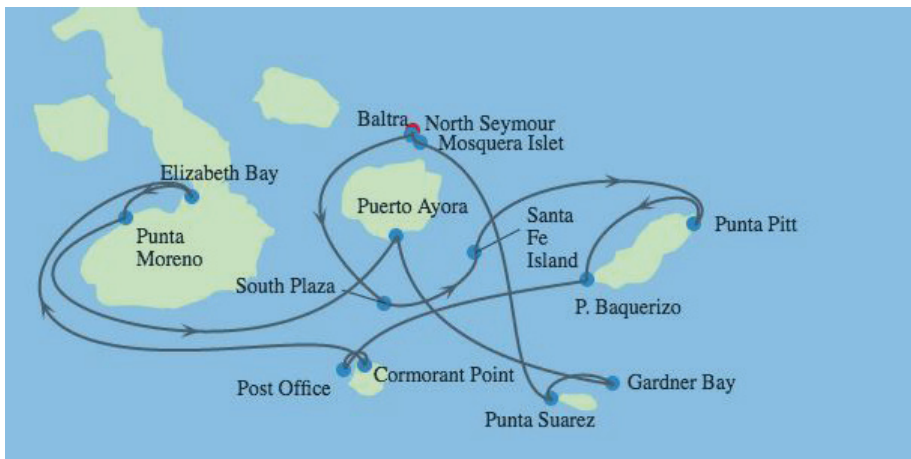 Baltra
North Seymour
Mosquera Islet
Elizabeth Bay
Puerto Ayora
Santa
Fe
Island
Punta Pitt
Punta
Moreno
South Plaza
P. Baquerizo
Post Office
Cormorant Point
Gardner Bay
Punta Suarez